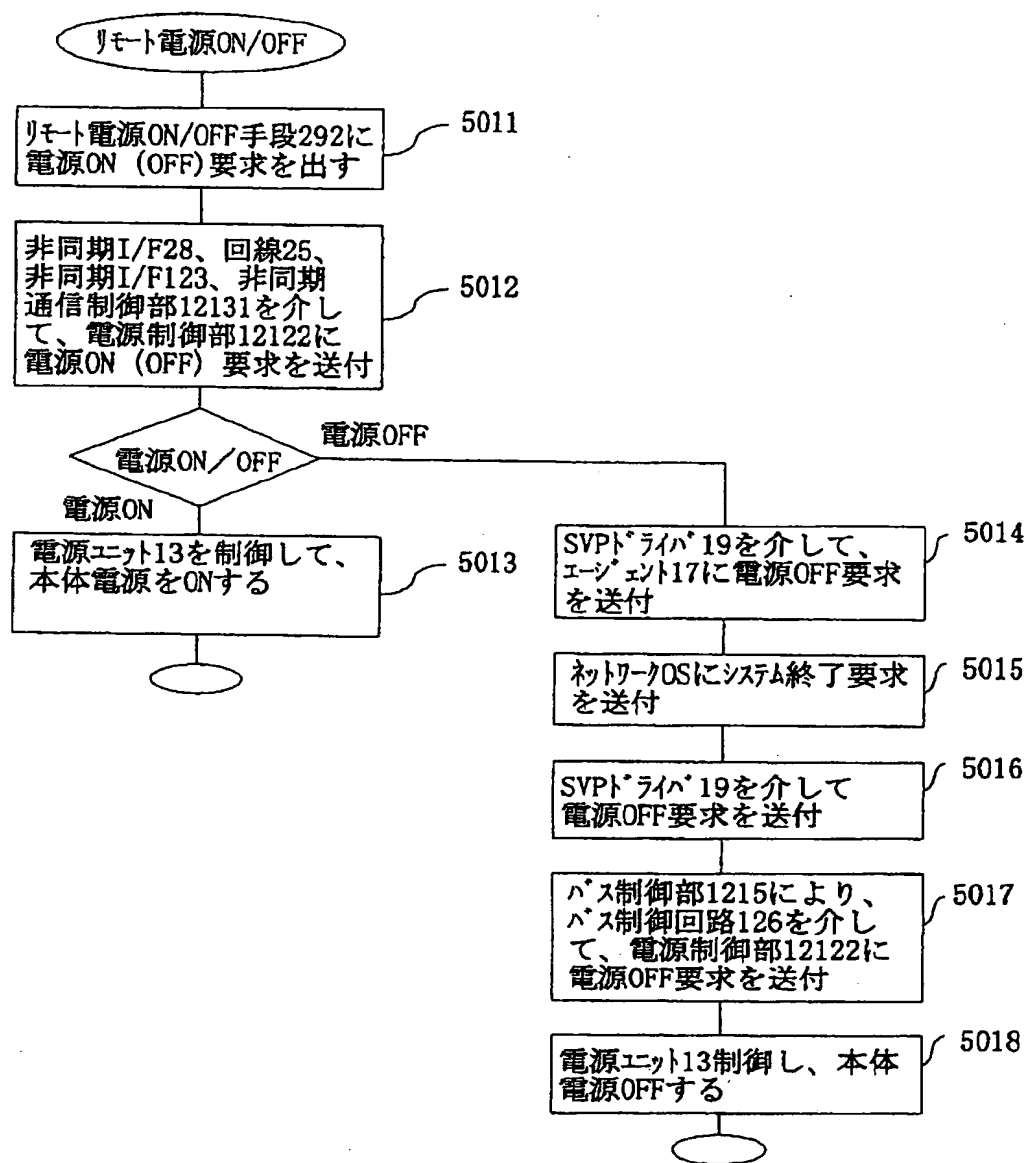 リモート電源ON/OFF
リモート電源ON/OFF手段292に
電源ON (OFF)要求を出す
5011
非同期I/F28、回線25、
非同期I/F123、非同期
通信制御部12131を介し
て、電源制御部12122に
電源ON (OFF) 要求を送付
5012
電源ON/OFF
電源OFF
電源ON
電源ユニット13を制御して、
本体電源をONする
5013
SVPドライバ19を介して、
エージェント17に電源OFF要求
を送付
5014
ネットワークOSにシステム終了要求
を送付
5015
SVPドライバ19を介して
電源OFF要求を送付
5016
バス制御部1215により、
バス制御回路126を介し
て、電源制御部12122に
電源OFF要求を送付
5017
電源ユニット13制御し、本体
電源OFFする
5018